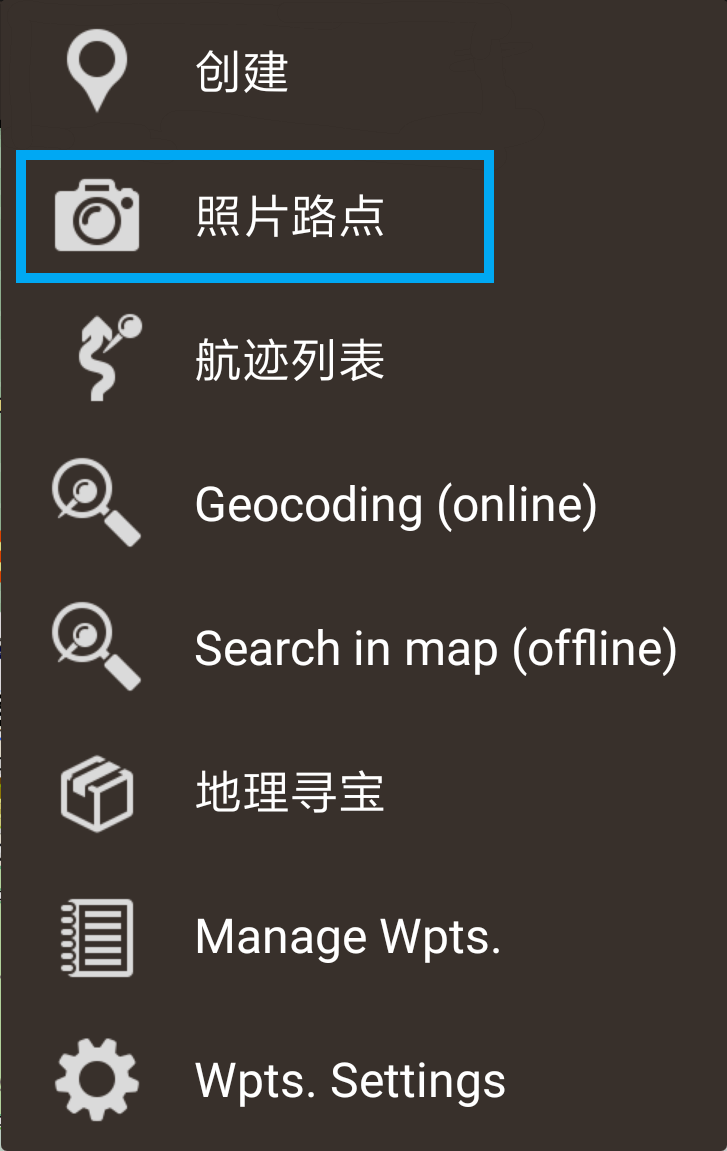 创建
照片路点
航迹列表
Geocoding (online)
Search in map (offline)
地理寻宝
Manage Wpts.
Wpts. Settings